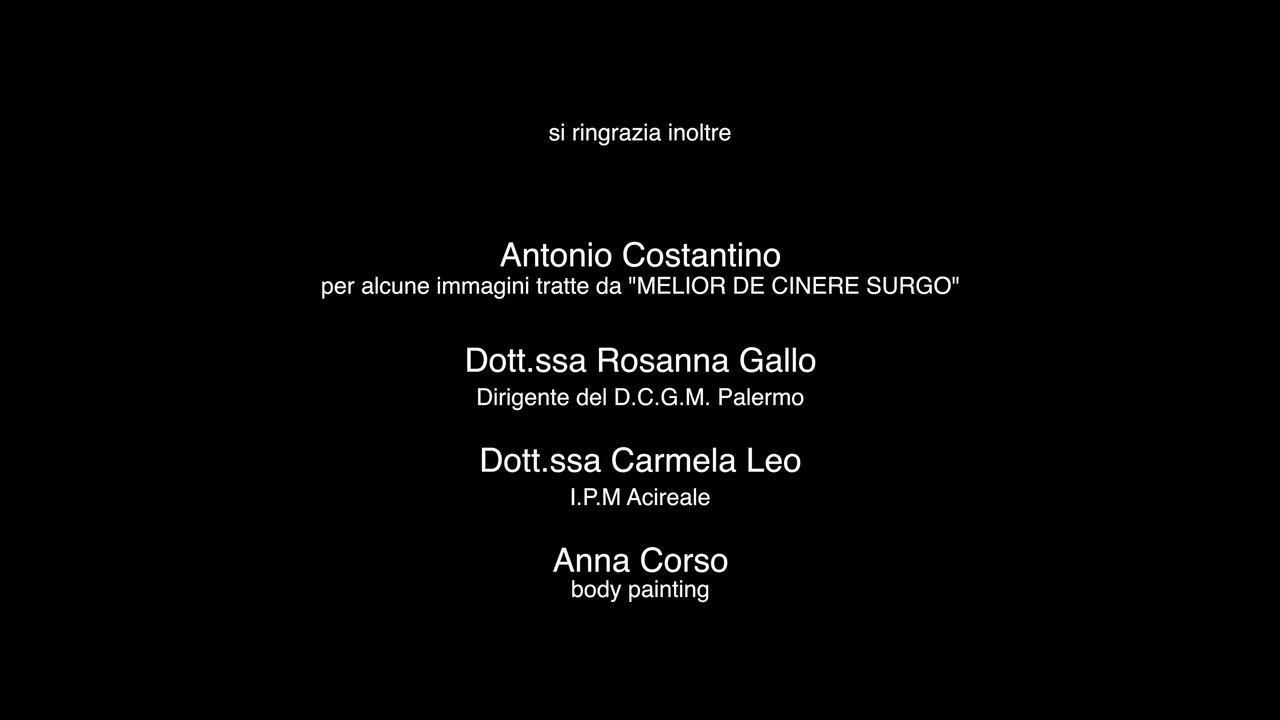 si ringrazia inoltre
Antonio Costantino
per alcune immagini tratte da "MELIOR DE CINERE SURGO"
Dott.ssa Rosanna Gallo
Dirigente del D.C.G.M. Palermo
Dott.ssa Carmela Leo
I.P.M Acireale
Anna Corso
body painting